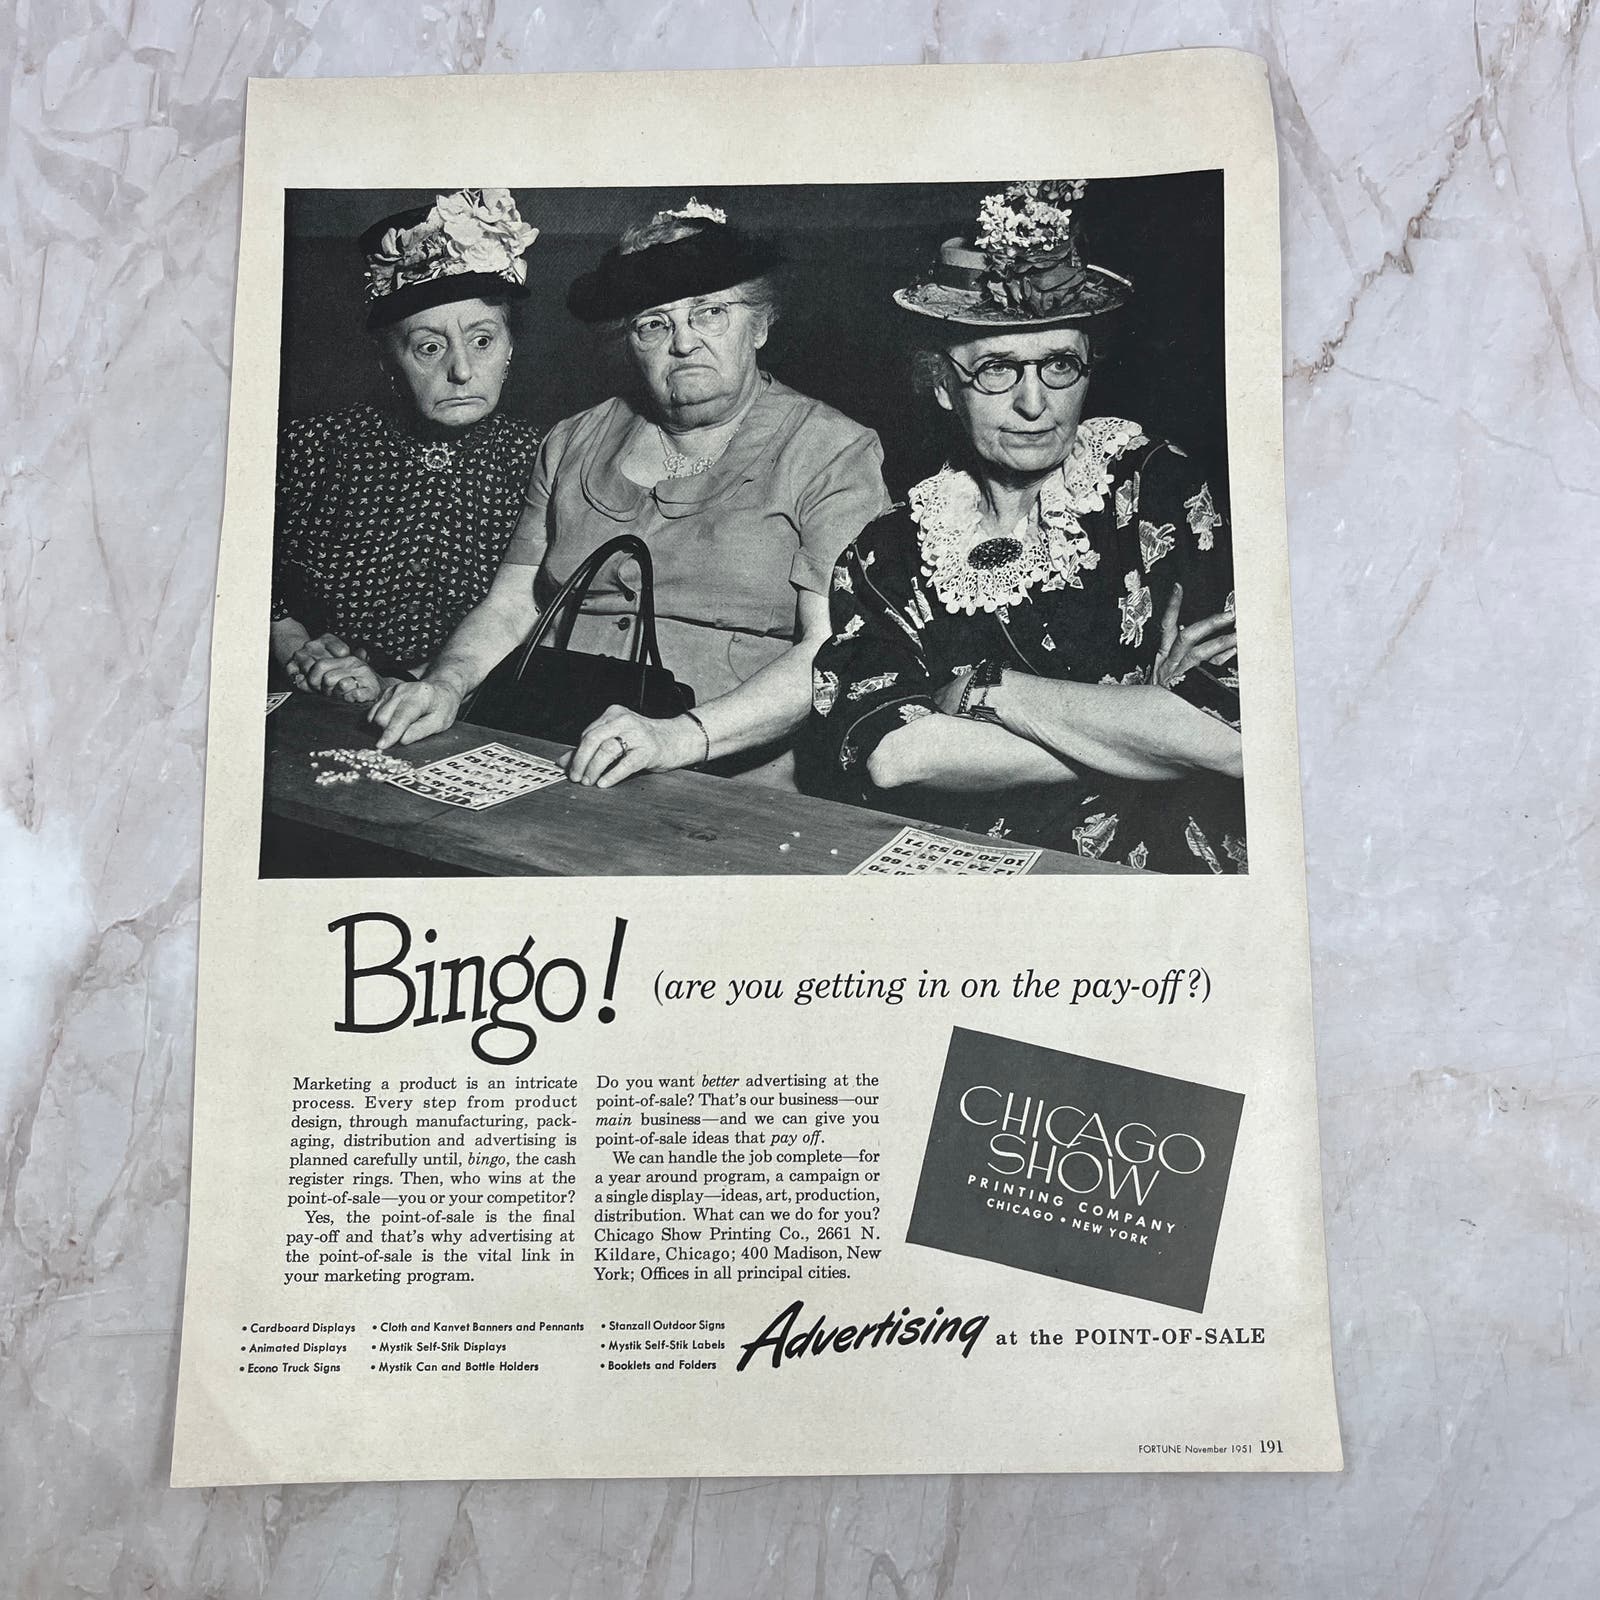 Bingo! (are you getting in on the pay-off?)
Marketing a product is an intricate
process. Every step from product
design, through manufacturing, pack-
aging, distribution and advertising is
planned carefully until, bingo, the cash
register rings. Then, who wins at the
point-of-sale—you or your competitor?
Yes, the point-of-sale is the final
pay-off and that's why advertising at
the point-of-sale is the vital link in
your marketing program.
Do you want better advertising at the
point-of-sale? That's our business—our
main business—and we can give you
point-of-sale ideas that pay off.
We can handle the job complete—for
a year around program, a campaign or
a single display—ideas, art, production,
distribution. What can we do for you?
Chicago Show Printing Co., 2661 N.
Kildare, Chicago; 400 Madison, New
York; Offices in all principal cities.
CHICAGO
SHOW
PRINTING COMPANY
CHICAGO • NEW YORK
• Cardboard Displays
• Animated Displays
• Econo Truck Signs
• Cloth and Kanvet Banners and Pennants
• Mystik Self-Stik Displays
• Mystik Can and Bottle Holders
• Stanzall Outdoor Signs
• Mystik Self-Stik Labels
• Booklets and Folders
Advertising at the POINT-OF-SALE
FORTUNE November 1951 191